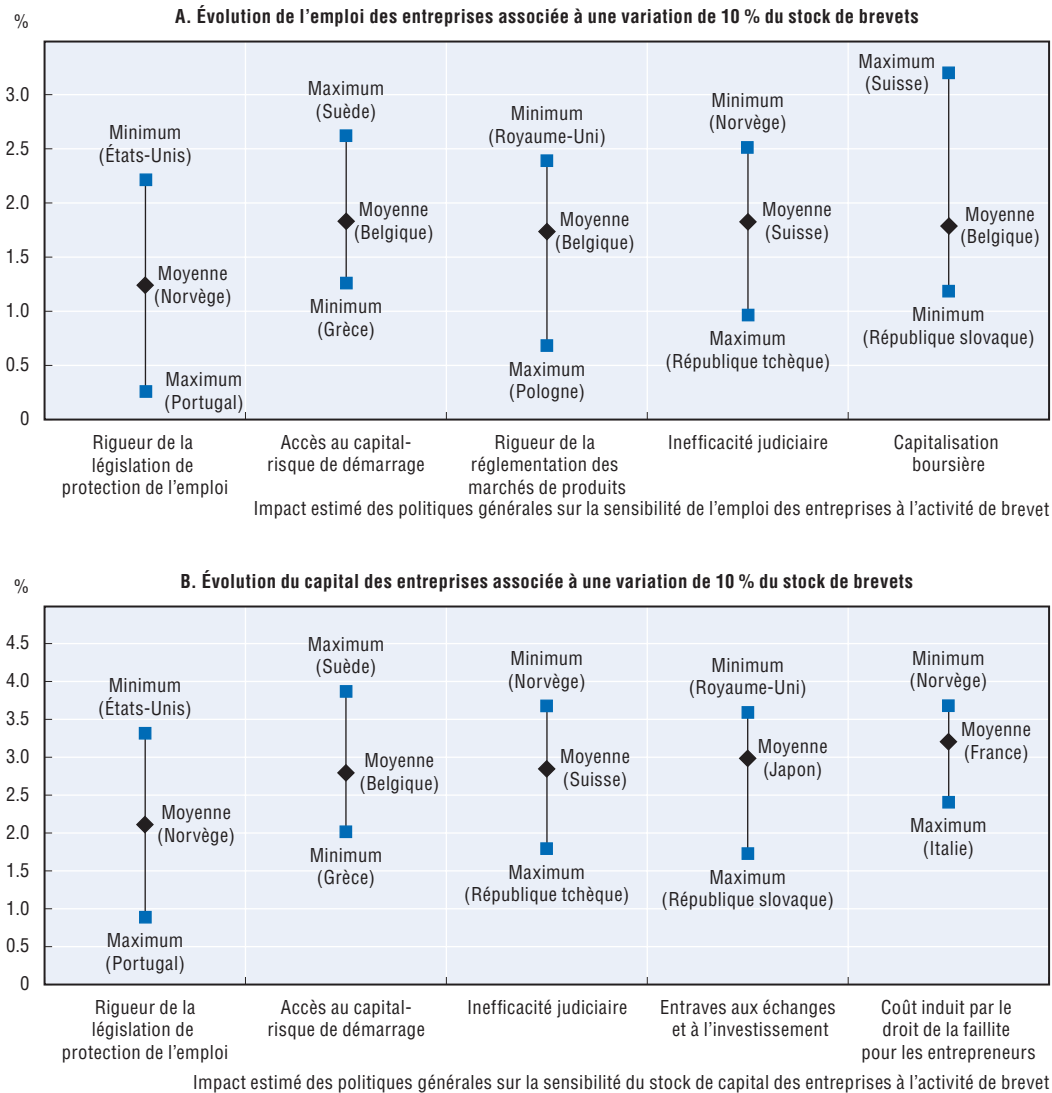 A. Évolution de l'emploi des entreprises associée à une variation de 10 % du stock de brevets
%
3.0
2.5
2.0
1.5
1.0
0.5
0
Minimum
(États-Unis)
Moyenne
(Norvège)
Maximum
(Portugal)
Maximum
(Suède)
Moyenne
(Belgique)
Minimum
(Grèce)
Minimum
(Royaume-Uni)
Moyenne
(Belgique)
Maximum
(Pologne)
Minimum
(Norvège)
Moyenne
(Suisse)
Maximum
(République tchèque)
Maximum
(Suisse)
Moyenne
(Belgique)
Minimum
(République slovaque)
Rigueur de la
législation de
protection de l'emploi
Accès au capital-
risque de démarrage
Rigueur de la
réglementation des
marchés de produits
Inefficacité judiciaire
Capitalisation
boursière
Impact estimé des politiques générales sur la sensibilité de l'emploi des entreprises à l'activité de brevet
B. Évolution du capital des entreprises associée à une variation de 10 % du stock de brevets
%
4.5
4.0
3.5
3.0
2.5
2.0
1.5
1.0
0.5
0
Minimum
(États-Unis)
Moyenne
(Norvège)
Maximum
(Portugal)
Maximum
(Suède)
Moyenne
(Belgique)
Minimum
(Grèce)
Minimum
(Norvège)
Moyenne
(Suisse)
Maximum
(République tchèque)
Minimum
(Royaume-Uni)
Moyenne
(Japon)
Maximum
(République slovaque)
Minimum
(Norvège)
Moyenne
(France)
Maximum
(Italie)
Rigueur de la
législation de
protection de l'emploi
Accès au capital-
risque de démarrage
Inefficacité judiciaire
Entraves aux échanges
et à l'investissement
Coût induit par le
droit de la faillite
pour les entrepreneurs
Impact estimé des politiques générales sur la sensibilité du stock de capital des entreprises à l'activité de brevet